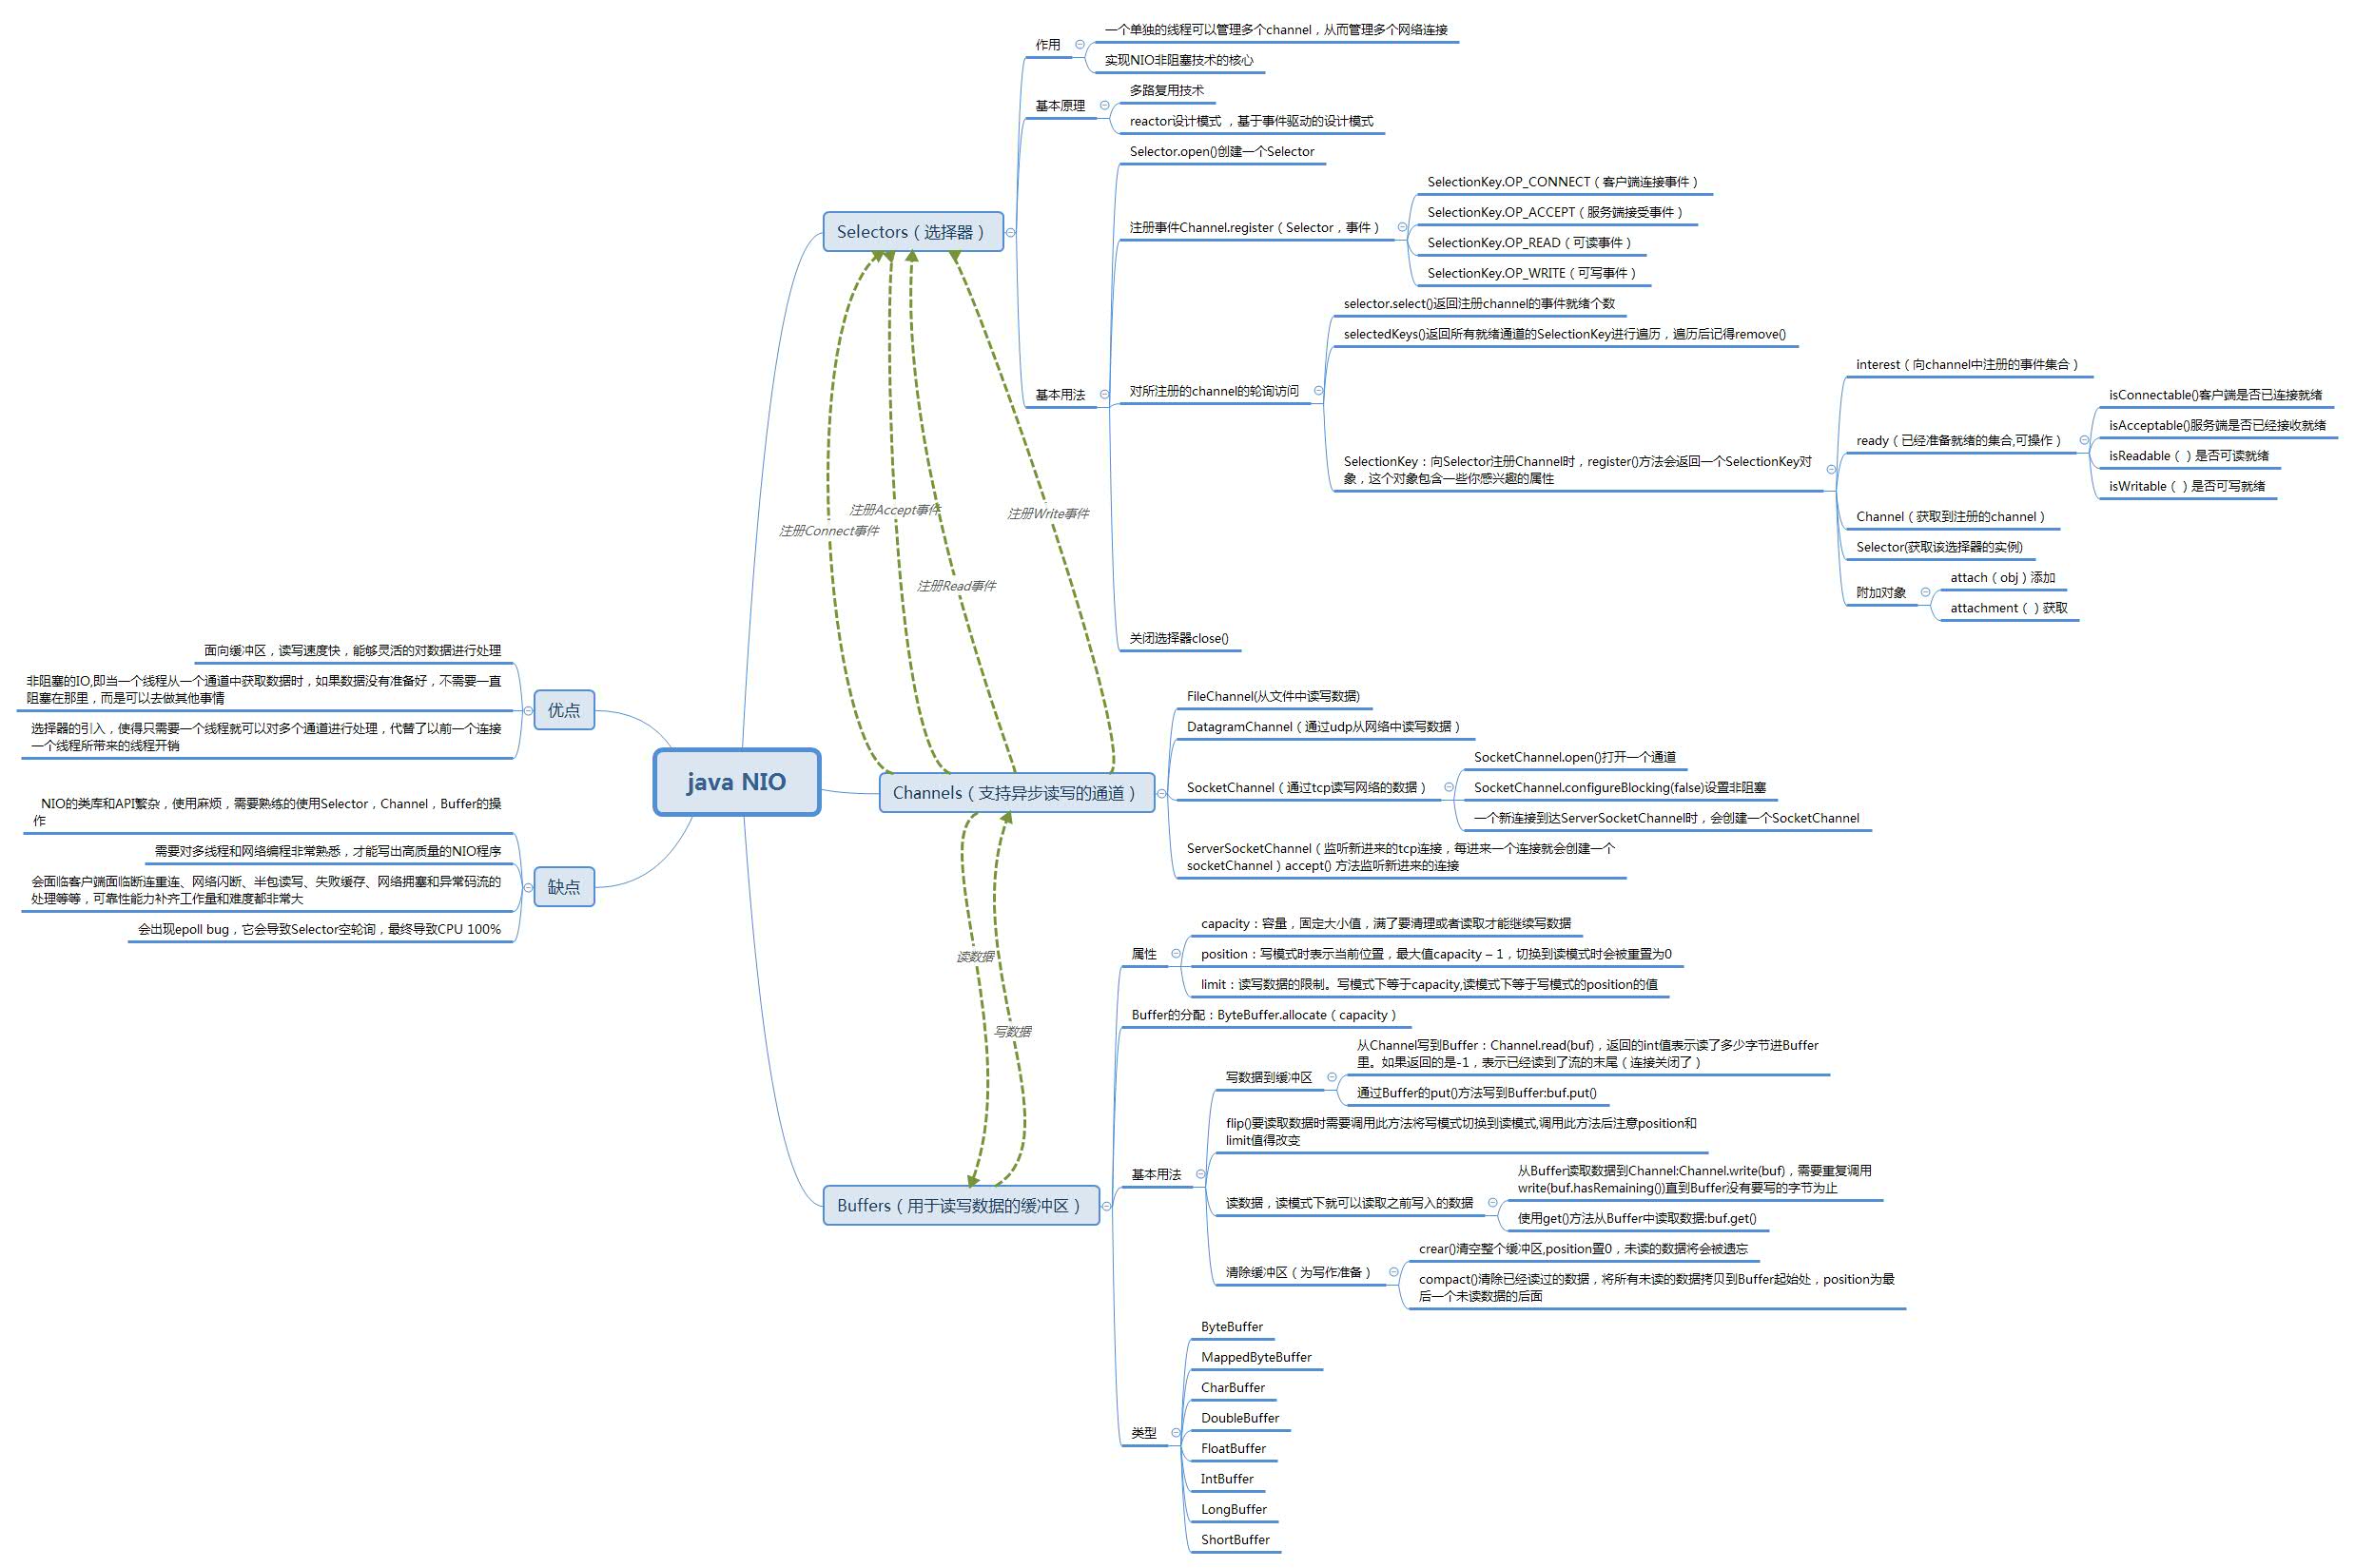 java NIO
Selectors（选择器）
作用
一个单独的线程可以管理多个channel，从而管理多个网络连接
实现NIO非阻塞技术的核心
基本原理
多路复用技术
reactor设计模式 ，基于事件驱动的设计模式
基本用法
Selector.open()创建一个Selector
注册事件Channel.register（Selector，事件）
SelectionKey.OP_CONNECT（客户端连接事件）
SelectionKey.OP_ACCEPT（服务端接受事件）
SelectionKey.OP_READ（可读事件）
SelectionKey.OP_WRITE（可写事件）
对所注册的channel的轮询访问
selector.select()返回注册channel的事件就绪个数
selectedKeys()返回所有就绪通道的SelectionKey进行遍历，遍历后记得remove()
SelectionKey：向Selector注册Channel时，register()方法会返回一个SelectionKey对
象，这个对象包含一些你感兴趣的属性
interest（向channel中注册的事件集合）
ready（已经准备就绪的集合,可操作）
isConnectable()客户端是否已连接就绪
isAcceptable()服务端是否已经接收就绪
isReadable（ ）是否可读就绪
isWritable（ ）是否可写就绪
Channel（获取到注册的channel）
Selector(获取该选择器的实例)
附加对象
attach（obj）添加
attachment（ ）获取
关闭选择器close()
注册Connect事件
注册Accept事件
注册Read事件
注册Write事件
Channels（支持异步读写的通道）
FileChannel(从文件中读写数据)
DatagramChannel（通过udp从网络中读写数据）
SocketChannel（通过tcp读写网络的数据）
SocketChannel.open()打开一个通道
SocketChannel.configureBlocking(false)设置非阻塞
一个新连接到达ServerSocketChannel时，会创建一个SocketChannel
ServerSocketChannel（监听新进来的tcp连接，每进来一个连接就会创建一个
socketChannel）accept() 方法监听新进来的连接
读数据
写数据
Buffers（用于读写数据的缓冲区）
属性
capacity：容量，固定大小值，满了要清理或者读取才能继续写数据
position：写模式时表示当前位置，最大值capacity – 1，切换到读模式时会被重置为0
limit：读写数据的限制。写模式下等于capacity,读模式下等于写模式的position的值
Buffer的分配：ByteBuffer.allocate（capacity）
基本用法
写数据到缓冲区
从Channel写到Buffer：Channel.read(buf)，返回的int值表示读了多少字节进Buffer
里。如果返回的是-1，表示已经读到了流的末尾（连接关闭了）
通过Buffer的put()方法写到Buffer:buf.put()
flip()要读取数据时需要调用此方法将写模式切换到读模式,调用此方法后注意position和
limit值得改变
读数据，读模式下就可以读取之前写入的数据
从Buffer读取数据到Channel:Channel.write(buf)，需要重复调用
write(buf.hasRemaining())直到Buffer没有要写的字节为止
使用get()方法从Buffer中读取数据:buf.get()
清除缓冲区（为写作准备）
crear()清空整个缓冲区,position置0，未读的数据将会被遗忘
compact()清除已经读过的数据，将所有未读的数据拷贝到Buffer起始处，position为最
后一个未读数据的后面
类型
ByteBuffer
MappedByteBuffer
CharBuffer
DoubleBuffer
FloatBuffer
IntBuffer
LongBuffer
ShortBuffer
优点
面向缓冲区，读写速度快，能够灵活的对数据进行处理
非阻塞的IO,即当一个线程从一个通道中获取数据时，如果数据没有准备好，不需要一直
阻塞在那里，而是可以去做其他事情
选择器的引入，使得只需要一个线程就可以对多个通道进行处理，代替了以前一个连接
一个线程所带来的线程开销
缺点
NIO的类库和API繁杂，使用麻烦，需要熟练的使用Selector，Channel，Buffer的操
作
需要对多线程和网络编程非常熟悉，才能写出高质量的NIO程序
会面临客户端面临断连重连、网络闪断、半包读写、失败缓存、网络拥塞和异常码流的
处理等等，可靠性能力补齐工作量和难度都非常大
会出现epoll bug，它会导致Selector空轮询，最终导致CPU 100%